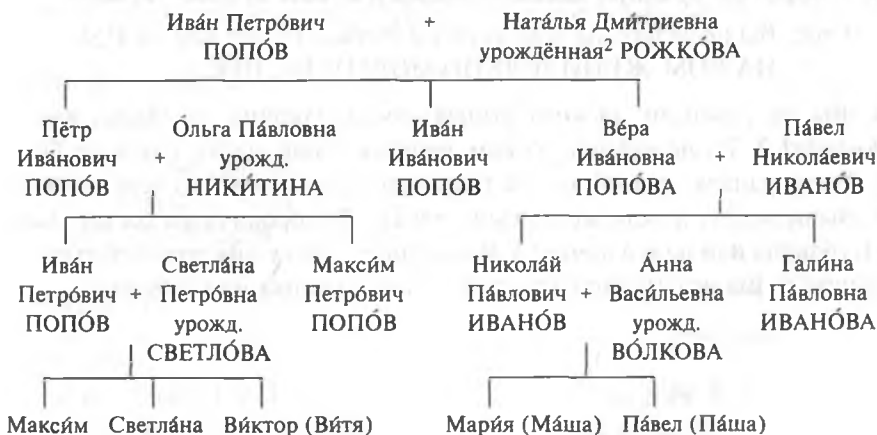 Ива́н Петро́вич + Ната́лья Дми́триевна
ПОПО́В урождённая² РОЖКО́ВА
Пётр О́льга Па́вловна Ива́н Ве́ра Па́вел
Ива́нович + урожд. Ива́нович Ива́новна + Никола́евич
ПОПО́В НИКИ́ТИНА ПОПО́В ПОПО́ВА ИВАНО́В
Ива́н Светла́на Макси́м Никола́й Анна Гали́на
Петро́вич + Петро́вна Петро́вич Па́влович + Васи́льевна Па́вловна
ПОПО́В урожд. ПОПО́В ИВАНО́В урожд. ИВАНО́ВА
СВЕТЛО́ВА ВО́ЛКОВА
Макси́м Светла́на Ви́ктор (Ви́тя) Мари́я (Ма́ша) Па́вел (Па́ша)